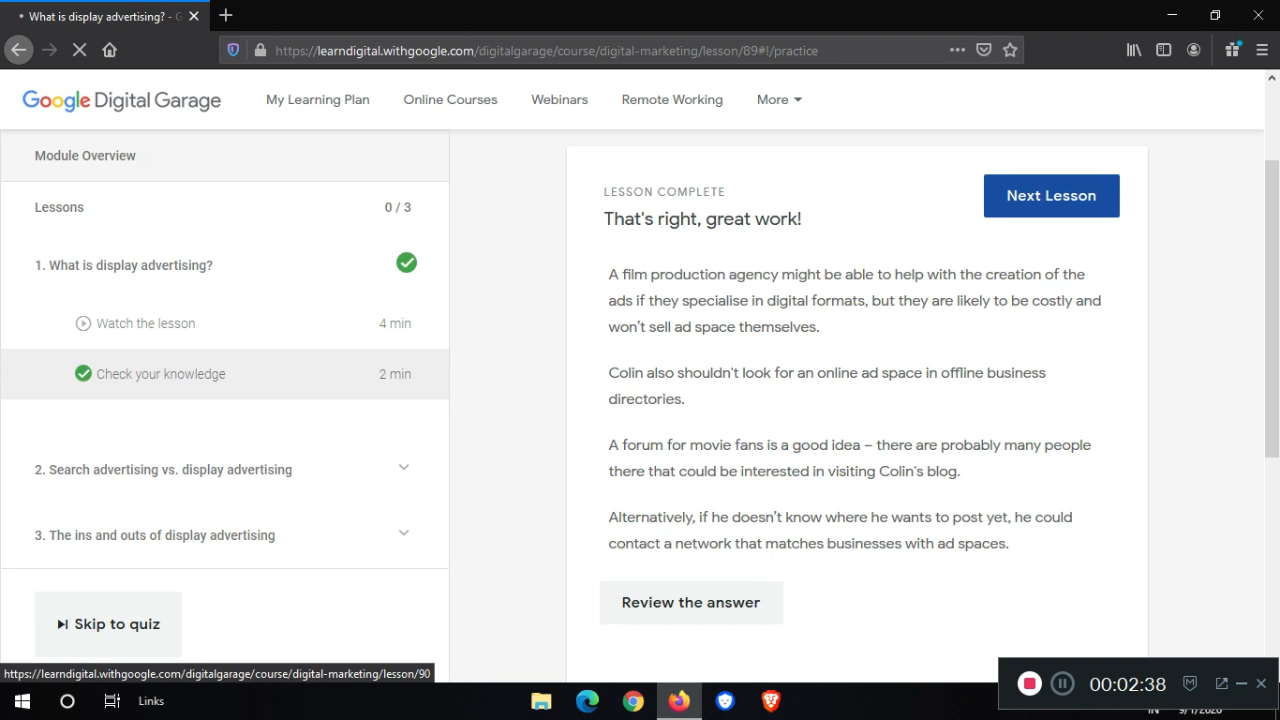 What is display advertising? - G
https://learndigital.withgoogle.com/digitalgarage/course/digital-marketing/lesson/89#!/practice
Google Digital Garage
My Learning Plan
Online Courses
Webinars
Remote Working
More
Module Overview
Lessons 0 / 3
1. What is display advertising?
Watch the lesson 4 min
Check your knowledge 2 min
2. Search advertising vs. display advertising
3. The ins and outs of display advertising
Skip to quiz
LESSON COMPLETE
That's right, great work!
Next Lesson
A film production agency might be able to help with the creation of the
ads if they specialise in digital formats, but they are likely to be costly and
won't sell ad space themselves.
Colin also shouldn't look for an online ad space in offline business
directories.
A forum for movie fans is a good idea – there are probably many people
there that could be interested in visiting Colin's blog.
Alternatively, if he doesn't know where he wants to post yet, he could
contact a network that matches businesses with ad spaces.
Review the answer
https://learndigital.withgoogle.com/digitalgarage/course/digital-marketing/lesson/90
00:02:38
Links
IN 9/1/2020